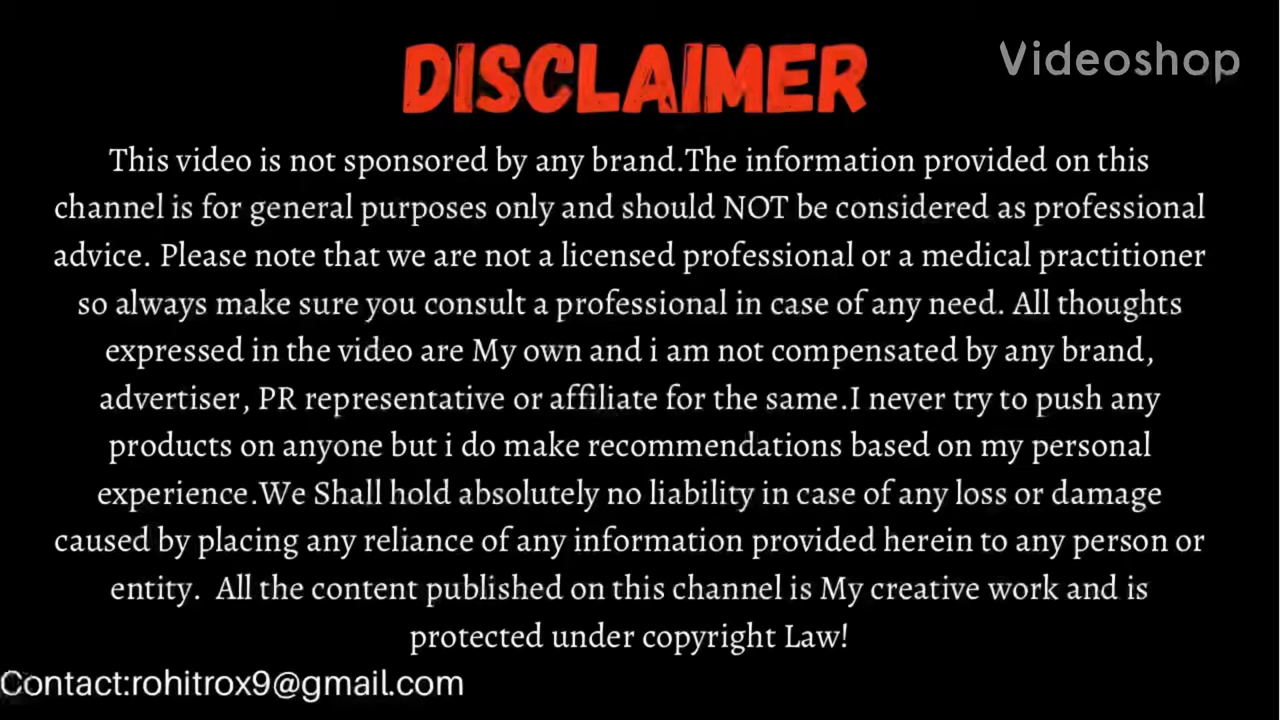 DISCLAIMER
Videoshop
This video is not sponsored by any brand.The information provided on this
channel is for general purposes only and should NOT be considered as professional
advice. Please note that we are not a licensed professional or a medical practitioner
so always make sure you consult a professional in case of any need. All thoughts
expressed in the video are My own and i am not compensated by any brand,
advertiser, PR representative or affiliate for the same.I never try to push any
products on anyone but i do make recommendations based on my personal
experience.We Shall hold absolutely no liability in case of any loss or damage
caused by placing any reliance of any information provided herein to any person or
entity.  All the content published on this channel is My creative work and is
protected under copyright Law!
Contact:rohitrox9@gmail.com